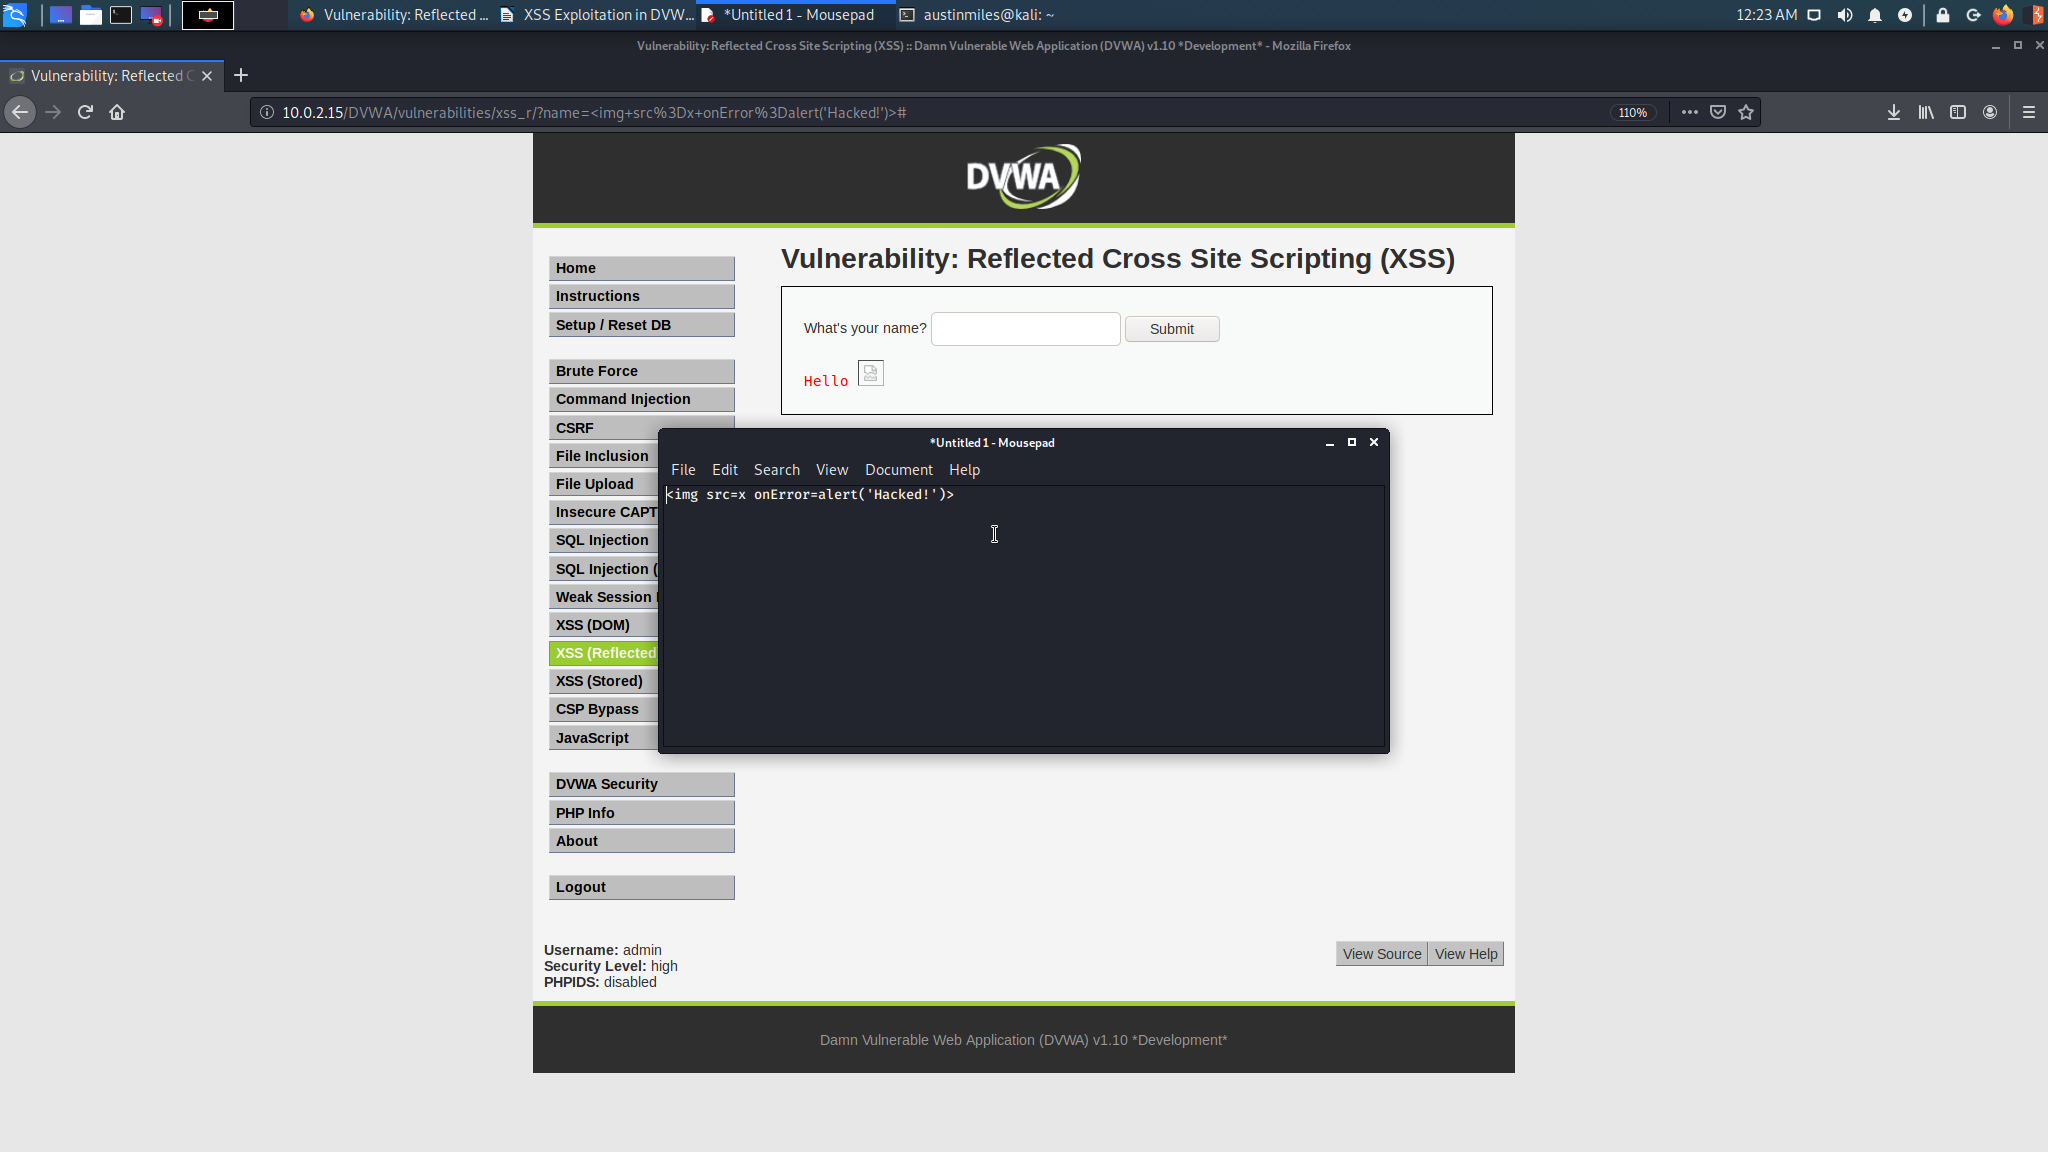 Vulnerability: Reflected ...
XSS Exploitation in DVW...
*Untitled 1 - Mousepad
austinmiles@kali: ~
12:23 AM
Vulnerability: Reflected Cross Site Scripting (XSS) :: Damn Vulnerable Web Application (DVWA) v1.10 *Development* - Mozilla Firefox
Vulnerability: Reflected C
10.0.2.15/DVWA/vulnerabilities/xss_r/?name=<img+src%3Dx+onError%3Dalert('Hacked!')>#
110%
DVWA
Home
Instructions
Setup / Reset DB
Brute Force
Command Injection
CSRF
File Inclusion
File Upload
Insecure CAPT
SQL Injection
SQL Injection (
Weak Session I
XSS (DOM)
XSS (Reflected
XSS (Stored)
CSP Bypass
JavaScript
DVWA Security
PHP Info
About
Logout
Vulnerability: Reflected Cross Site Scripting (XSS)
What's your name?
Submit
Hello
*Untitled 1 - Mousepad
File Edit Search View Document Help
<img src=x onError=alert('Hacked!')>
Username: admin
Security Level: high
PHPIDS: disabled
View Source
View Help
Damn Vulnerable Web Application (DVWA) v1.10 *Development*